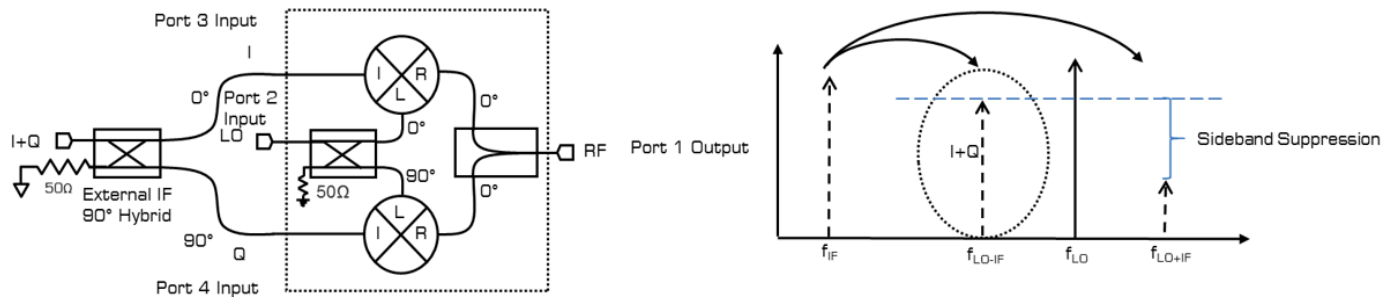 Port 3 Input
I
0°
Port 2
Input
LO
I+Q
50Ω
External IF
90° Hybrid
90°
Q
Port 4 Input
I
R
L
0°
0°
90°
50Ω
L
I
R
0°
RF
Port 1 Output
I+Q
Sideband Suppression
fIF
fLO-IF
fLO
fLO+IF